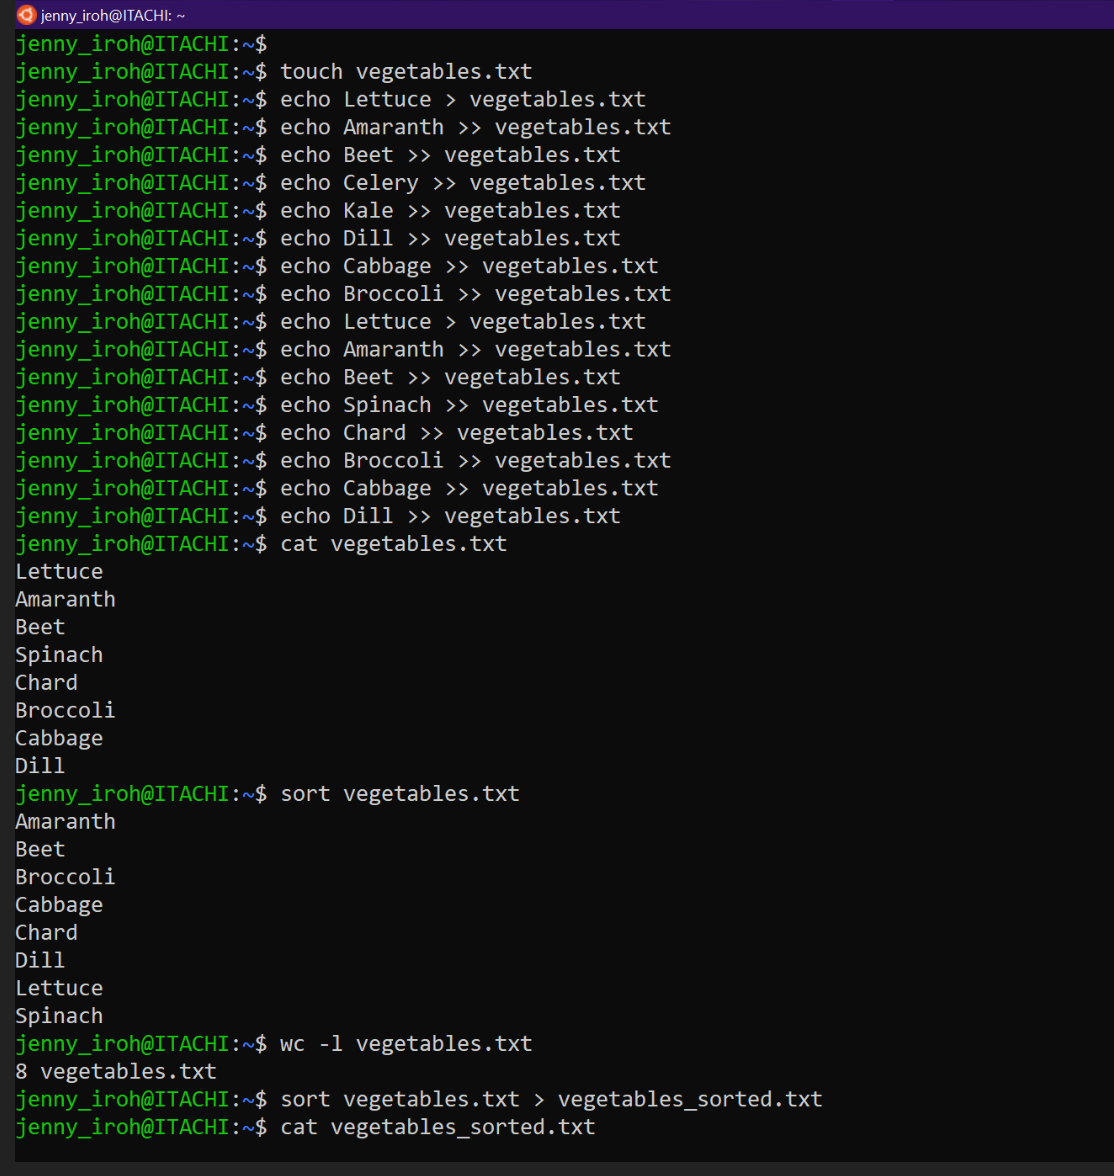 jenny_iroh@ITACHI: ~
jenny_iroh@ITACHI:~$
jenny_iroh@ITACHI:~$ touch vegetables.txt
jenny_iroh@ITACHI:~$ echo Lettuce > vegetables.txt
jenny_iroh@ITACHI:~$ echo Amaranth >> vegetables.txt
jenny_iroh@ITACHI:~$ echo Beet >> vegetables.txt
jenny_iroh@ITACHI:~$ echo Celery >> vegetables.txt
jenny_iroh@ITACHI:~$ echo Kale >> vegetables.txt
jenny_iroh@ITACHI:~$ echo Dill >> vegetables.txt
jenny_iroh@ITACHI:~$ echo Cabbage >> vegetables.txt
jenny_iroh@ITACHI:~$ echo Broccoli >> vegetables.txt
jenny_iroh@ITACHI:~$ echo Lettuce > vegetables.txt
jenny_iroh@ITACHI:~$ echo Amaranth >> vegetables.txt
jenny_iroh@ITACHI:~$ echo Beet >> vegetables.txt
jenny_iroh@ITACHI:~$ echo Spinach >> vegetables.txt
jenny_iroh@ITACHI:~$ echo Chard >> vegetables.txt
jenny_iroh@ITACHI:~$ echo Broccoli >> vegetables.txt
jenny_iroh@ITACHI:~$ echo Cabbage >> vegetables.txt
jenny_iroh@ITACHI:~$ echo Dill >> vegetables.txt
jenny_iroh@ITACHI:~$ cat vegetables.txt
Lettuce
Amaranth
Beet
Spinach
Chard
Broccoli
Cabbage
Dill
jenny_iroh@ITACHI:~$ sort vegetables.txt
Amaranth
Beet
Broccoli
Cabbage
Chard
Dill
Lettuce
Spinach
jenny_iroh@ITACHI:~$ wc -l vegetables.txt
8 vegetables.txt
jenny_iroh@ITACHI:~$ sort vegetables.txt > vegetables_sorted.txt
jenny_iroh@ITACHI:~$ cat vegetables_sorted.txt